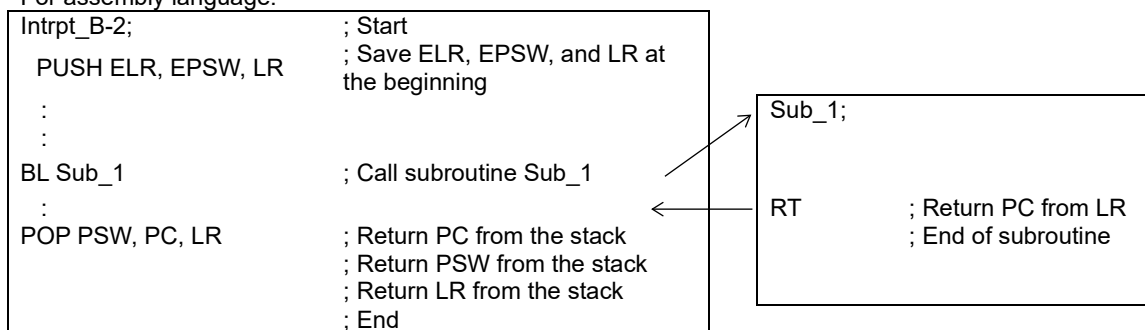 For assembly language:
Intrpt_B-2; ; Start
PUSH ELR, EPSW, LR ; Save ELR, EPSW, and LR at
the beginning
:
:
BL Sub_1 ; Call subroutine Sub_1
:
POP PSW, PC, LR ; Return PC from the stack
; Return PSW from the stack
; Return LR from the stack
; End
Sub_1;
RT ; Return PC from LR
; End of subroutine